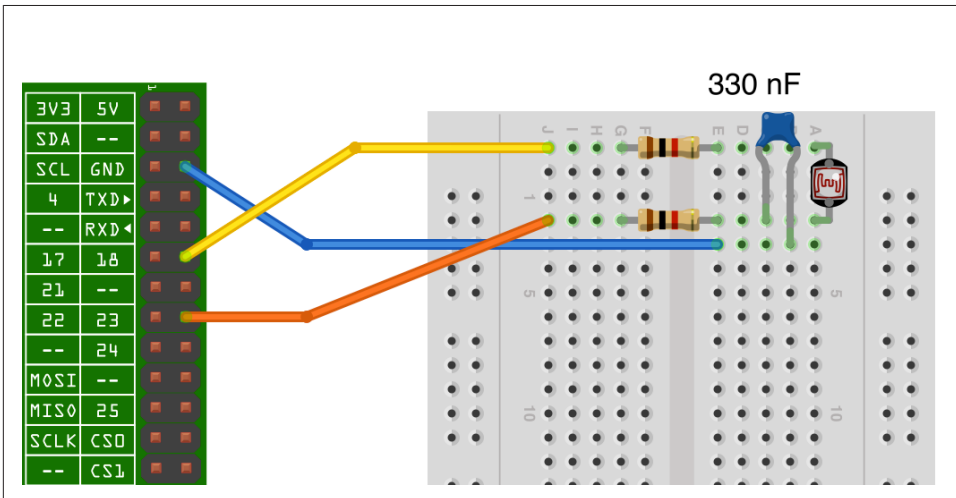 330 nF
1
3V3 5V
SDA --
SCL GND
4 TXD▸
-- RXD◂
17 18
21 --
22 23
-- 24
MOSI --
MISO 25
SCLK CS0
-- CS1
J I H G F E D A
1
5 5
10 10